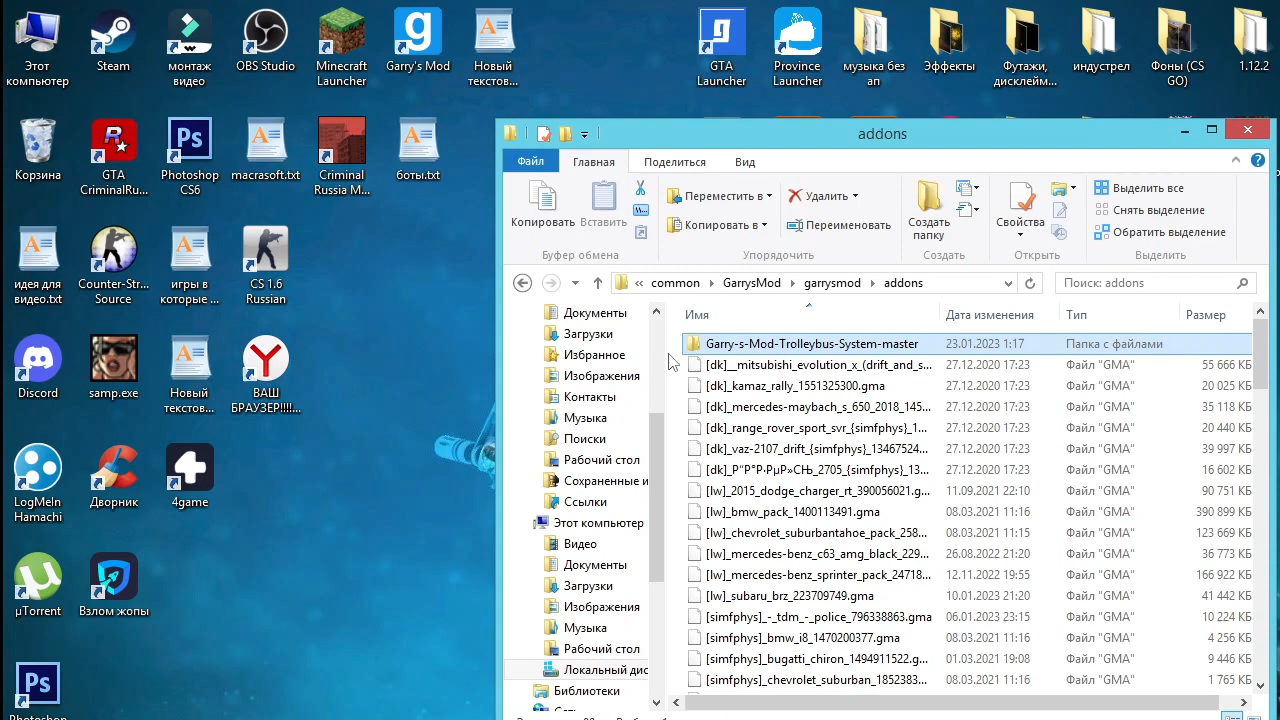 Этот
компьютер
Steam
монтаж
видео
OBS Studio
Minecraft
Launcher
Garry's Mod
Новый
текстов...
GTA
Launcher
Province
Launcher
музыка без
ап
Эффекты
Футажи,
дисклейм...
индустрел
Фоны (CS
GO)
1.12.2
Корзина
GTA
CriminalRu...
Photoshop
CS6
macrasoft.txt
Criminal
Russia M...
боты.txt
идея для
видео.txt
Counter-Str...
Source
игры в
которые ...
CS 1.6
Russian
Discord
samp.exe
Новый
текстов...
ВАШ
БРАУЗЕР!!!!...
LogMeIn
Hamachi
Дворник
4game
µTorrent
Взлом жопы
Photoshop
addons
Файл
Главная
Поделиться
Вид
Копировать
Вставить
Буфер обмена
Переместить в
Копировать в
Удалить
Переименовать
Упорядочить
Создать
папку
Создать
Свойства
Открыть
Выделить все
Снять выделение
Обратить выделение
Выделить
« common GarrysMod garrysmod addons
Поиск: addons
Документы
Загрузки
Избранное
Изображения
Контакты
Музыка
Поиски
Рабочий стол
Сохраненные и
Ссылки
Этот компьютер
Видео
Документы
Загрузки
Изображения
Музыка
Рабочий стол
Локальный дис
Библиотеки
Имя Дата изменения Тип Размер
Garry-s-Mod-Trolleybus-System-master 23.01.2023 1:17 Папка с файлами
[dk]__mitsubishi_evolution_x_(drift_and_s... 27.12.2020 17:23 Файл "GMA" 55 666 КБ
[dk]_kamaz_rally_1551325300.gma 27.12.2020 17:23 Файл "GMA" 20 025 КБ
[dk]_mercedes-maybach_s_650_2018_145... 27.12.2020 17:23 Файл "GMA" 35 118 КБ
[dk]_range_rover_sport_svr_{simfphys}_1... 27.12.2020 17:23 Файл "GMA" 20 440 КБ
[dk]_vaz-2107_drift_{simfphys}_13467524... 27.12.2020 17:23 Файл "GMA" 39 997 КБ
[dk]_Р“Р°Р·РµР»СЊ_2705_{simfphys}_13... 27.12.2020 17:23 Файл "GMA" 16 602 КБ
[lw]_2015_dodge_charger_rt_390056021.g... 11.09.2021 22:10 Файл "GMA" 90 751 КБ
[lw]_bmw_pack_1400113491.gma 08.03.2021 11:16 Файл "GMA" 390 899 КБ
[lw]_chevrolet_suburbantahoe_pack_258... 08.03.2021 11:15 Файл "GMA" 123 669 КБ
[lw]_mercedes-benz_c63_amg_black_229... 26.08.2022 21:20 Файл "GMA" 36 773 КБ
[lw]_mercedes-benz_sprinter_pack_24718... 12.11.2022 19:55 Файл "GMA" 166 922 КБ
[lw]_subaru_brz_223709749.gma 10.01.2023 21:20 Файл "GMA" 41 442 КБ
[simfphys]_-_tdm_-_police_796338863.gma 06.01.2023 23:15 Файл "GMA" 10 224 КБ
[simfphys]_bmw_i8_1470200377.gma 08.03.2021 11:16 Файл "GMA" 4 256 КБ
[simfphys]_bugatti_chiron_1494911522.gma 01.03.2021 19:08 Файл "GMA" 9 446 КБ
[simfphys]_chevrolet_suburban_1852383... 08.03.2021 11:16 Файл "GMA" 1 765 КБ